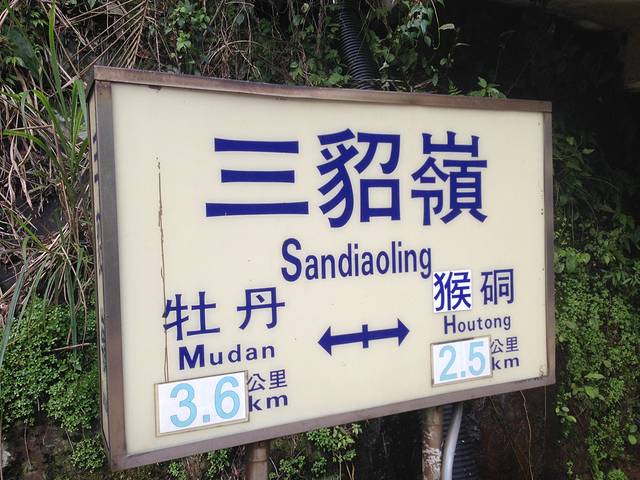 三貂嶺
Sandiaoling
牡丹
Mudan
3.6 公里
km
猴硐
Houtong
2.5 公里
km